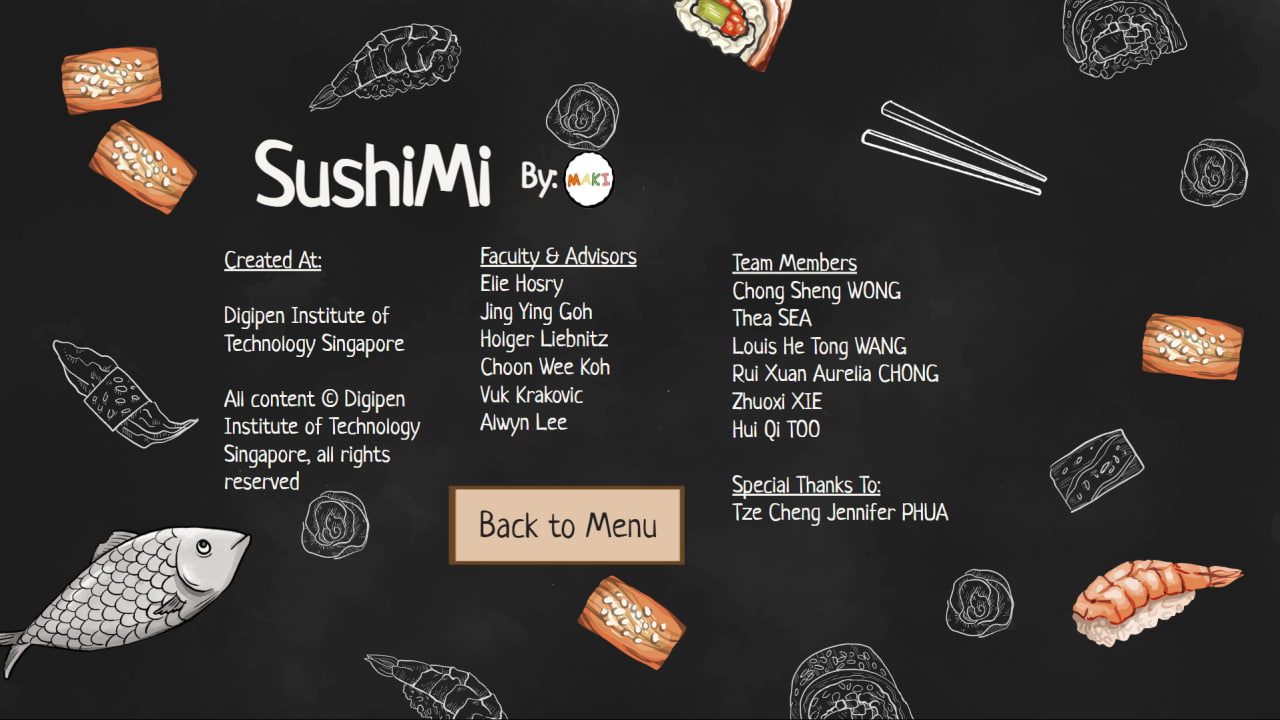 SushiMi By: MAKI
Created At:
Digipen Institute of
Technology Singapore
All content © Digipen
Institute of Technology
Singapore, all rights
reserved
Faculty & Advisors
Elie Hosry
Jing Ying Goh
Holger Liebnitz
Choon Wee Koh
Vuk Krakovic
Alwyn Lee
Team Members
Chong Sheng WONG
Thea SEA
Louis He Tong WANG
Rui Xuan Aurelia CHONG
Zhuoxi XIE
Hui Qi TOO
Special Thanks To:
Tze Cheng Jennifer PHUA
Back to Menu